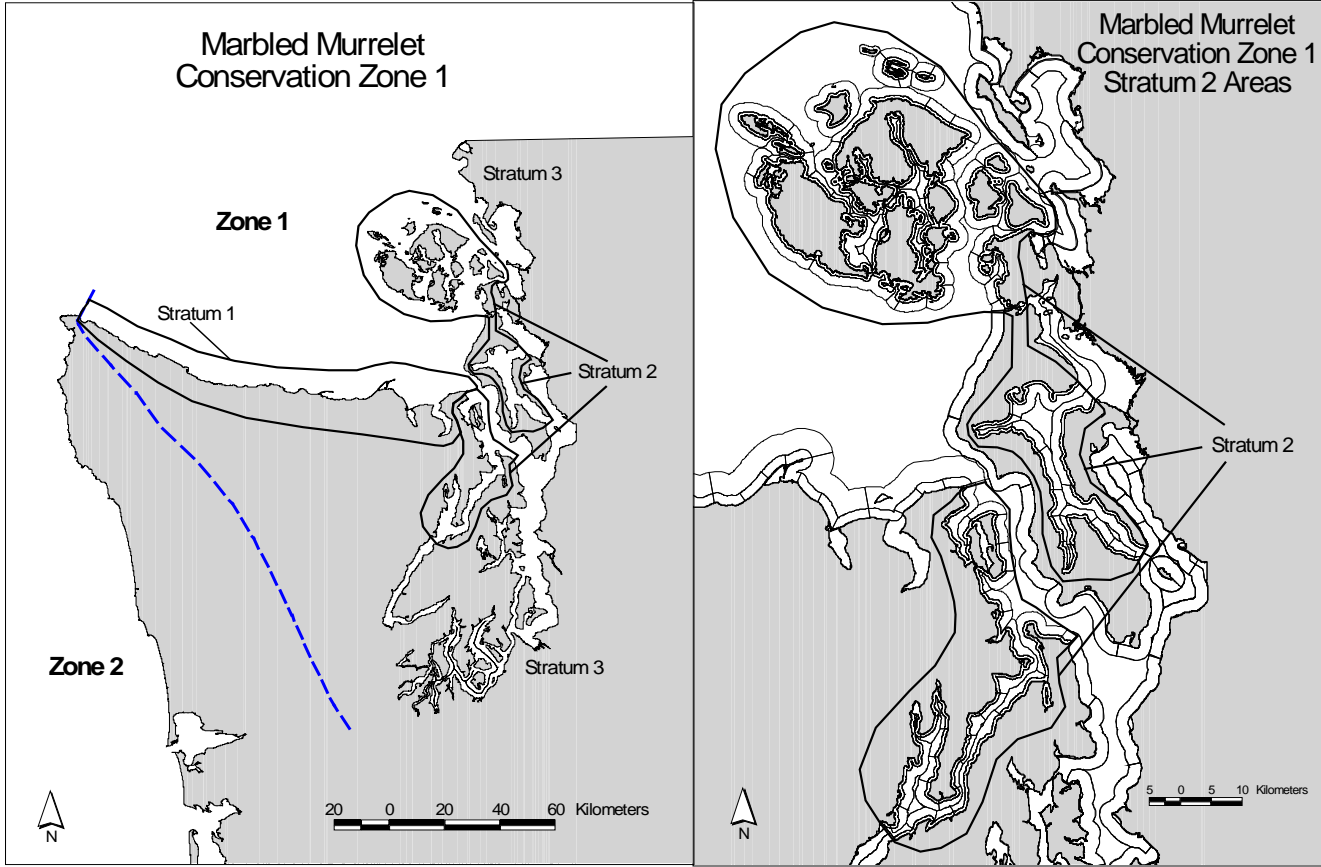 Marbled Murrelet
Conservation Zone 1
Stratum 3
Zone 1
Stratum 1
Stratum 2
Zone 2
Stratum 3
N
20 0 20 40 60 Kilometers
Marbled Murrelet
Conservation Zone 1
Stratum 2 Areas
Stratum 2
N
5 0 5 10 Kilometers